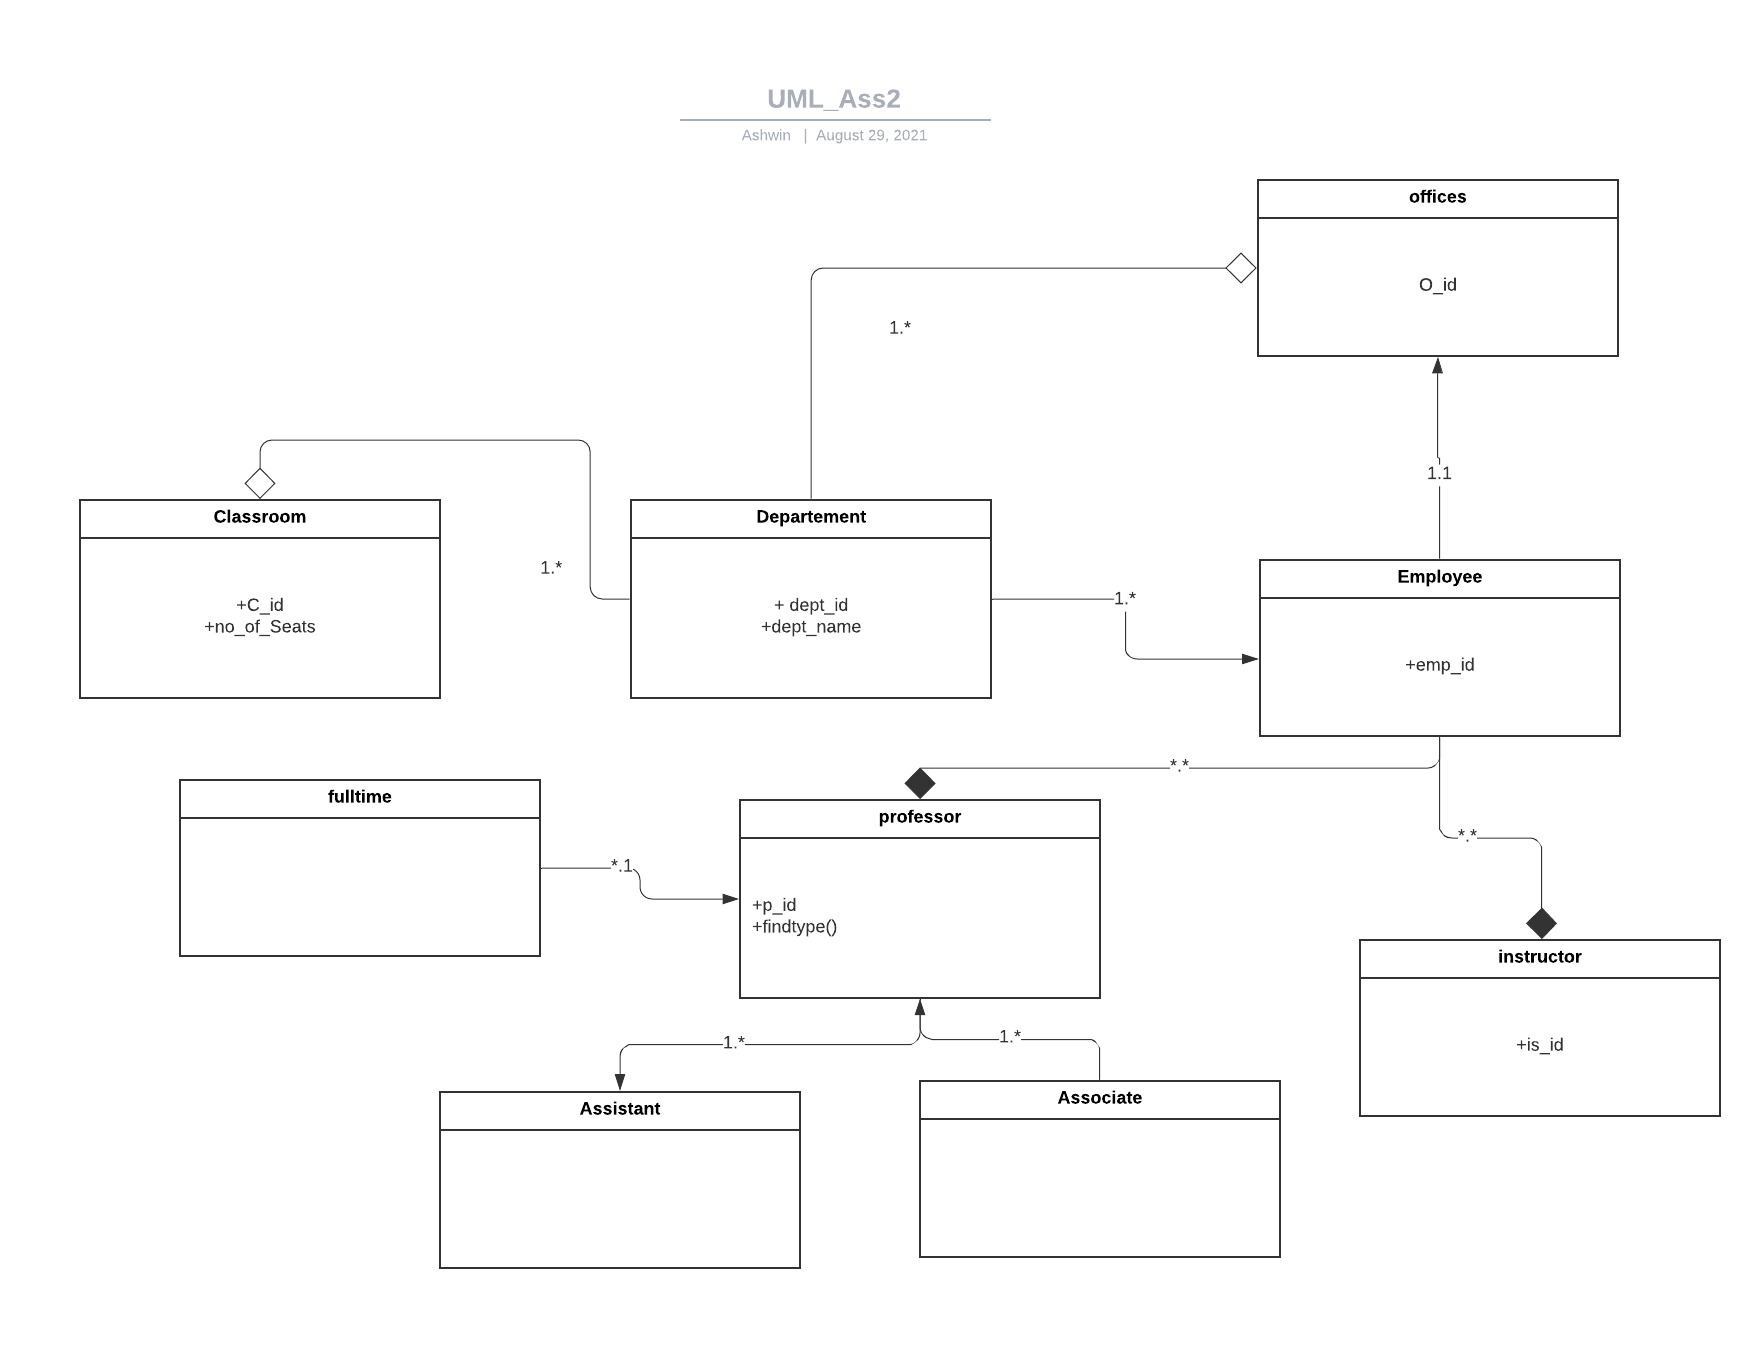 UML_Ass2
Ashwin | August 29, 2021
offices
O_id
1.*
1.1
Classroom
+C_id
+no_of_Seats
1.*
Departement
+ dept_id
+dept_name
1.*
Employee
+emp_id
*.*
*.*
fulltime
*.1
professor
+p_id
+findtype()
instructor
+is_id
1.*
1.*
Assistant
Associate